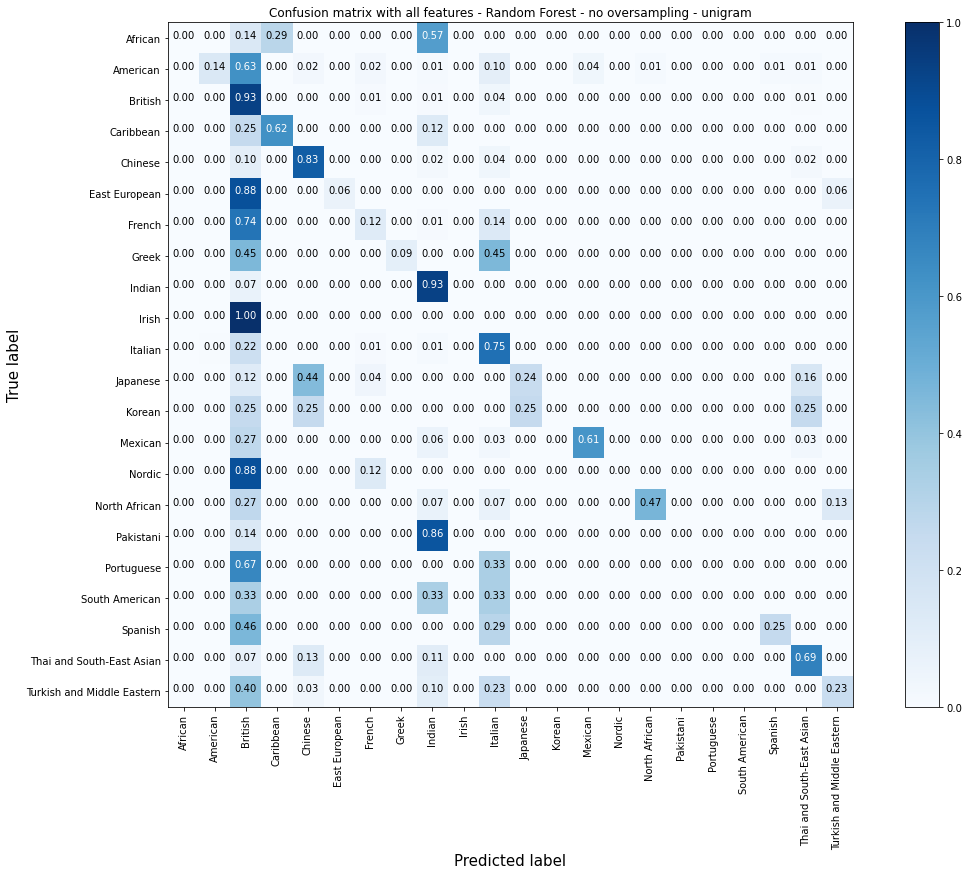 Confusion matrix with all features - Random Forest - no oversampling - unigram
African 0.00 0.00 0.14 0.29 0.00 0.00 0.00 0.00 0.57 0.00 0.00 0.00 0.00 0.00 0.00 0.00 0.00 0.00 0.00 0.00 0.00 0.00
American 0.00 0.14 0.63 0.00 0.02 0.00 0.02 0.00 0.01 0.00 0.10 0.00 0.00 0.04 0.00 0.01 0.00 0.00 0.00 0.01 0.01 0.00
British 0.00 0.00 0.93 0.00 0.00 0.00 0.01 0.00 0.01 0.00 0.04 0.00 0.00 0.00 0.00 0.00 0.00 0.00 0.00 0.00 0.01 0.00
Caribbean 0.00 0.00 0.25 0.62 0.00 0.00 0.00 0.00 0.12 0.00 0.00 0.00 0.00 0.00 0.00 0.00 0.00 0.00 0.00 0.00 0.00 0.00
Chinese 0.00 0.00 0.10 0.00 0.83 0.00 0.00 0.00 0.02 0.00 0.04 0.00 0.00 0.00 0.00 0.00 0.00 0.00 0.00 0.00 0.02 0.00
East European 0.00 0.00 0.88 0.00 0.00 0.06 0.00 0.00 0.00 0.00 0.00 0.00 0.00 0.00 0.00 0.00 0.00 0.00 0.00 0.00 0.00 0.06
French 0.00 0.00 0.74 0.00 0.00 0.00 0.12 0.00 0.01 0.00 0.14 0.00 0.00 0.00 0.00 0.00 0.00 0.00 0.00 0.00 0.00 0.00
Greek 0.00 0.00 0.45 0.00 0.00 0.00 0.00 0.09 0.00 0.00 0.45 0.00 0.00 0.00 0.00 0.00 0.00 0.00 0.00 0.00 0.00 0.00
Indian 0.00 0.00 0.07 0.00 0.00 0.00 0.00 0.00 0.93 0.00 0.00 0.00 0.00 0.00 0.00 0.00 0.00 0.00 0.00 0.00 0.00 0.00
Irish 0.00 0.00 1.00 0.00 0.00 0.00 0.00 0.00 0.00 0.00 0.00 0.00 0.00 0.00 0.00 0.00 0.00 0.00 0.00 0.00 0.00 0.00
Italian 0.00 0.00 0.22 0.00 0.00 0.00 0.01 0.00 0.01 0.00 0.75 0.00 0.00 0.00 0.00 0.00 0.00 0.00 0.00 0.00 0.00 0.00
Japanese 0.00 0.00 0.12 0.00 0.44 0.00 0.04 0.00 0.00 0.00 0.00 0.24 0.00 0.00 0.00 0.00 0.00 0.00 0.00 0.00 0.16 0.00
Korean 0.00 0.00 0.25 0.00 0.25 0.00 0.00 0.00 0.00 0.00 0.00 0.25 0.00 0.00 0.00 0.00 0.00 0.00 0.00 0.00 0.25 0.00
Mexican 0.00 0.00 0.27 0.00 0.00 0.00 0.00 0.00 0.06 0.00 0.03 0.00 0.00 0.61 0.00 0.00 0.00 0.00 0.00 0.00 0.03 0.00
Nordic 0.00 0.00 0.88 0.00 0.00 0.00 0.12 0.00 0.00 0.00 0.00 0.00 0.00 0.00 0.00 0.00 0.00 0.00 0.00 0.00 0.00 0.00
North African 0.00 0.00 0.27 0.00 0.00 0.00 0.00 0.00 0.07 0.00 0.07 0.00 0.00 0.00 0.00 0.47 0.00 0.00 0.00 0.00 0.00 0.13
Pakistani 0.00 0.00 0.14 0.00 0.00 0.00 0.00 0.00 0.86 0.00 0.00 0.00 0.00 0.00 0.00 0.00 0.00 0.00 0.00 0.00 0.00 0.00
Portuguese 0.00 0.00 0.67 0.00 0.00 0.00 0.00 0.00 0.00 0.00 0.33 0.00 0.00 0.00 0.00 0.00 0.00 0.00 0.00 0.00 0.00 0.00
South American 0.00 0.00 0.33 0.00 0.00 0.00 0.00 0.00 0.33 0.00 0.33 0.00 0.00 0.00 0.00 0.00 0.00 0.00 0.00 0.00 0.00 0.00
Spanish 0.00 0.00 0.46 0.00 0.00 0.00 0.00 0.00 0.00 0.00 0.29 0.00 0.00 0.00 0.00 0.00 0.00 0.00 0.00 0.25 0.00 0.00
Thai and South-East Asian 0.00 0.00 0.07 0.00 0.13 0.00 0.00 0.00 0.11 0.00 0.00 0.00 0.00 0.00 0.00 0.00 0.00 0.00 0.00 0.00 0.69 0.00
Turkish and Middle Eastern 0.00 0.00 0.40 0.00 0.03 0.00 0.00 0.00 0.10 0.00 0.23 0.00 0.00 0.00 0.00 0.00 0.00 0.00 0.00 0.00 0.00 0.23
True label
African
American
British
Caribbean
Chinese
East European
French
Greek
Indian
Irish
Italian
Japanese
Korean
Mexican
Nordic
North African
Pakistani
Portuguese
South American
Spanish
Thai and South-East Asian
Turkish and Middle Eastern
Predicted label
1.0
0.8
0.6
0.4
0.2
0.0